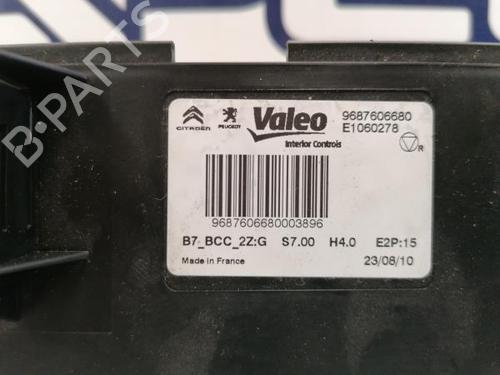 B·PARTS
CITROËN PEUGEOT Valeo 9687606680
E1060278
Interior Controls
R
9687606680003896
B7_BCC_2Z:G S7.00 H4.0 E2P:15
Made in France 23/08/10